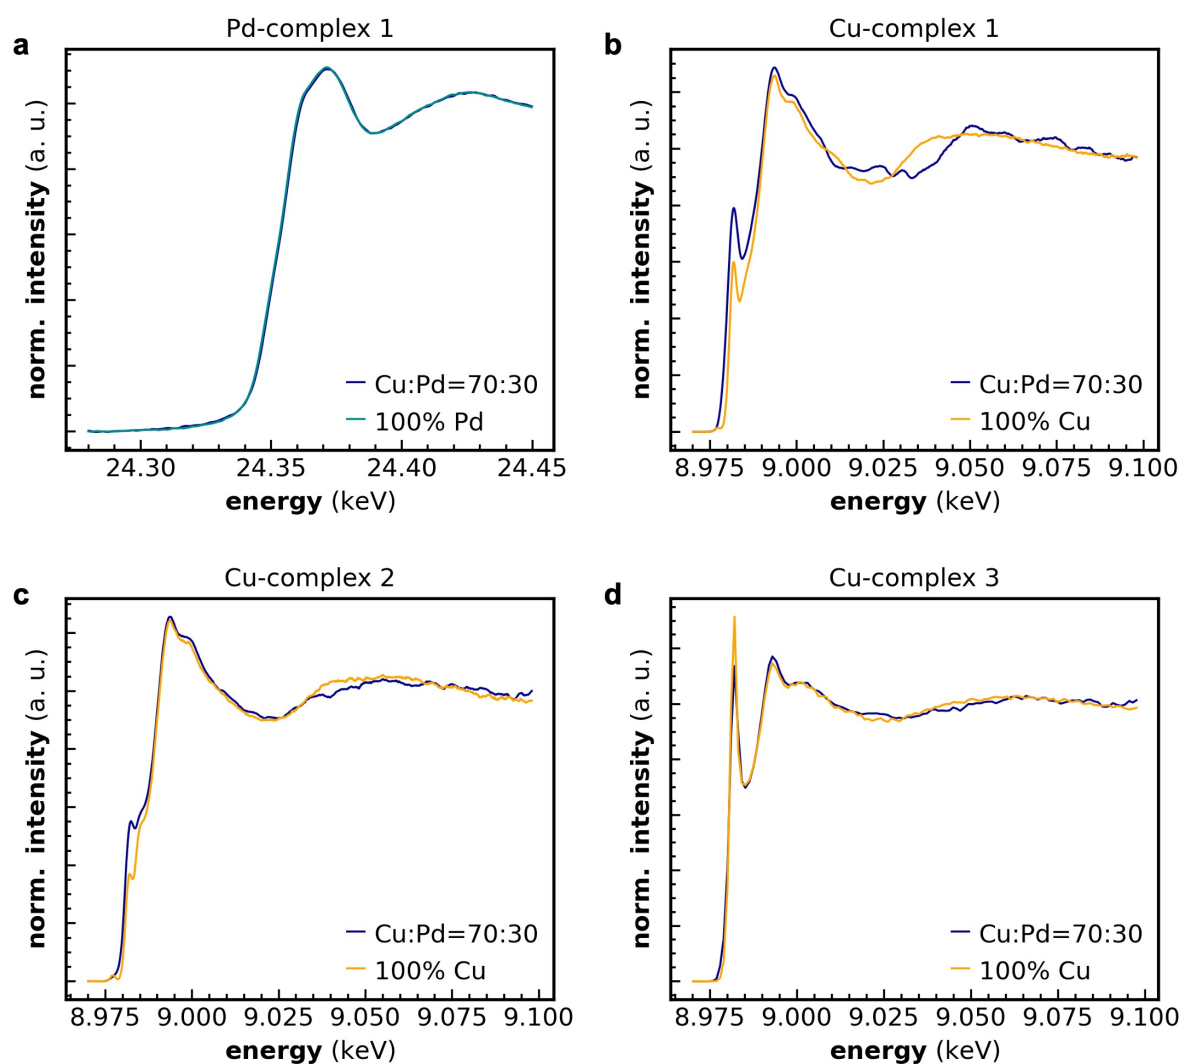 a
Pd-complex 1
norm. intensity (a. u.)
Cu:Pd=70:30
100% Pd
24.30 24.35 24.40 24.45
energy (keV)
b
Cu-complex 1
norm. intensity (a. u.)
Cu:Pd=70:30
100% Cu
8.975 9.000 9.025 9.050 9.075 9.100
energy (keV)
c
Cu-complex 2
norm. intensity (a. u.)
Cu:Pd=70:30
100% Cu
8.975 9.000 24.030 9.050 9.075 9.100
energy (keV)
d
Cu-complex 3
norm. intensity (a. u.)
Cu:Pd=70:30
100% Cu
8.975 9.000 9.025 9.050 9.075 9.100
energy (keV)